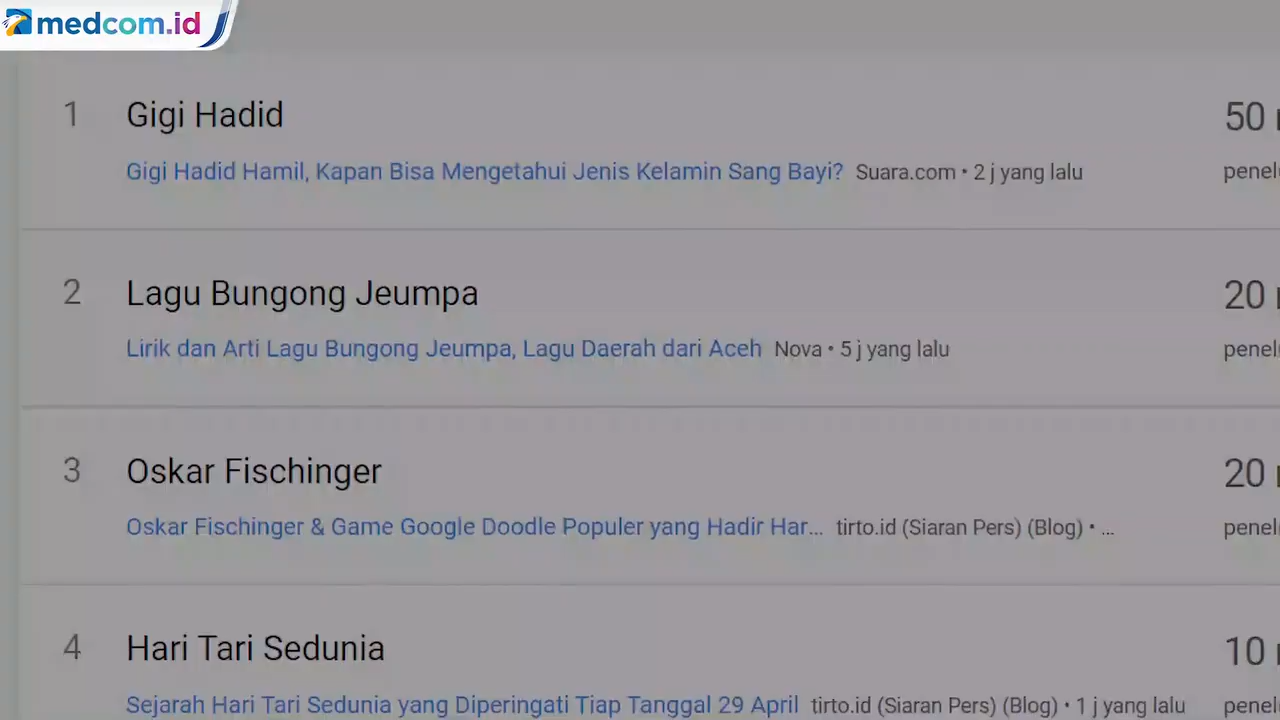 medcom.id
1 Gigi Hadid 50
Gigi Hadid Hamil, Kapan Bisa Mengetahui Jenis Kelamin Sang Bayi? Suara.com • 2 j yang lalu
2 Lagu Bungong Jeumpa 20
Lirik dan Arti Lagu Bungong Jeumpa, Lagu Daerah dari Aceh Nova • 5 j yang lalu
3 Oskar Fischinger 20
Oskar Fischinger & Game Google Doodle Populer yang Hadir Har... tirto.id (Siaran Pers) (Blog) • ...
4 Hari Tari Sedunia 10
Sejarah Hari Tari Sedunia yang Diperingati Tiap Tanggal 29 April tirto.id (Siaran Pers) (Blog) • 1 j yang lalu